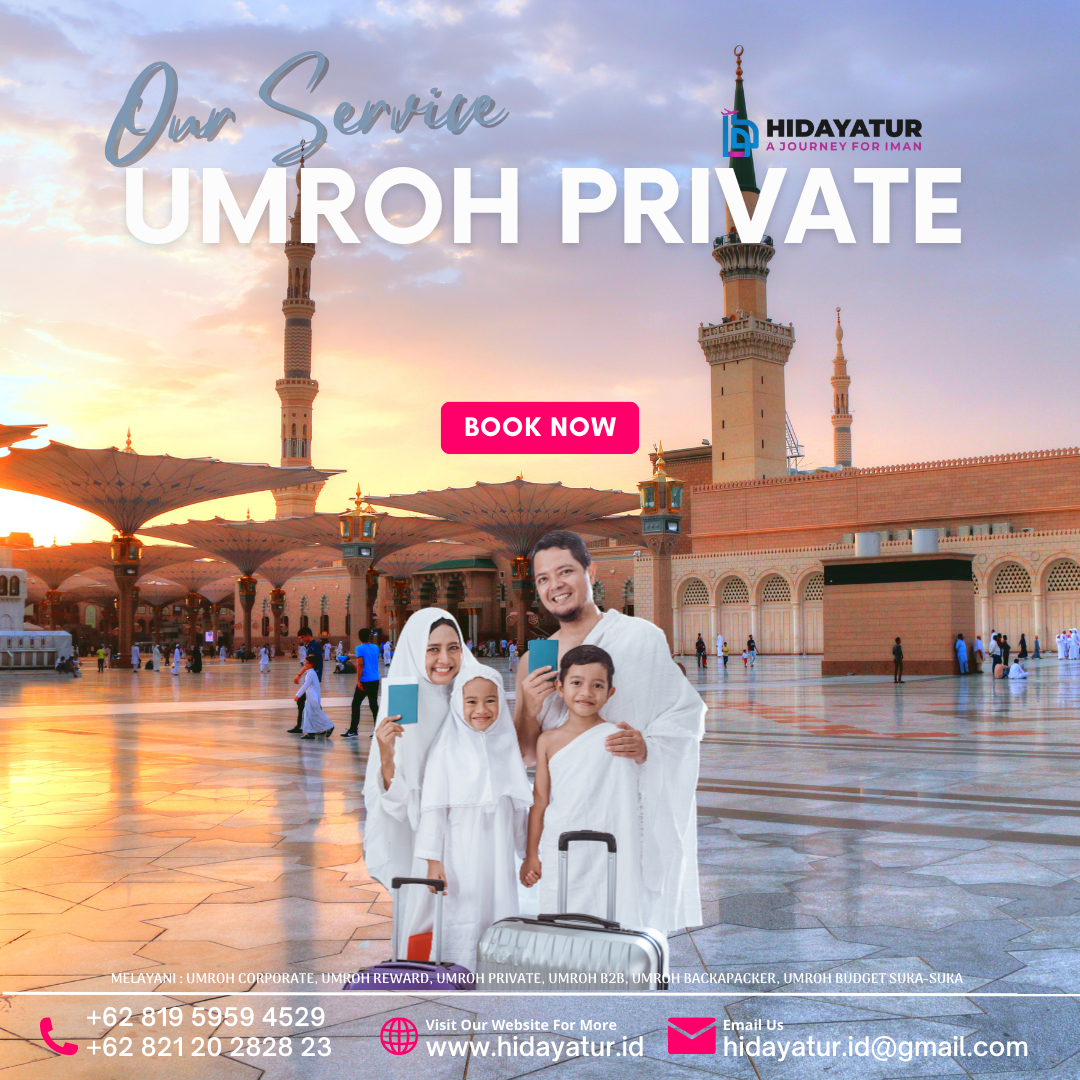 Our Service
HIDAYATUR
A JOURNEY FOR IMAN
UMROH PRIVATE
BOOK NOW
MELAYANI : UMROH CORPORATE, UMROH REWARD, UMROH PRIVATE, UMROH B2B, UMROH BACKAPACKER, UMROH BUDGET SUKA-SUKA
+62 819 5959 4529
+62 821 20 2828 23
Visit Our Website For More
www.hidayatur.id
Email Us
hidayatur.id@gmail.com